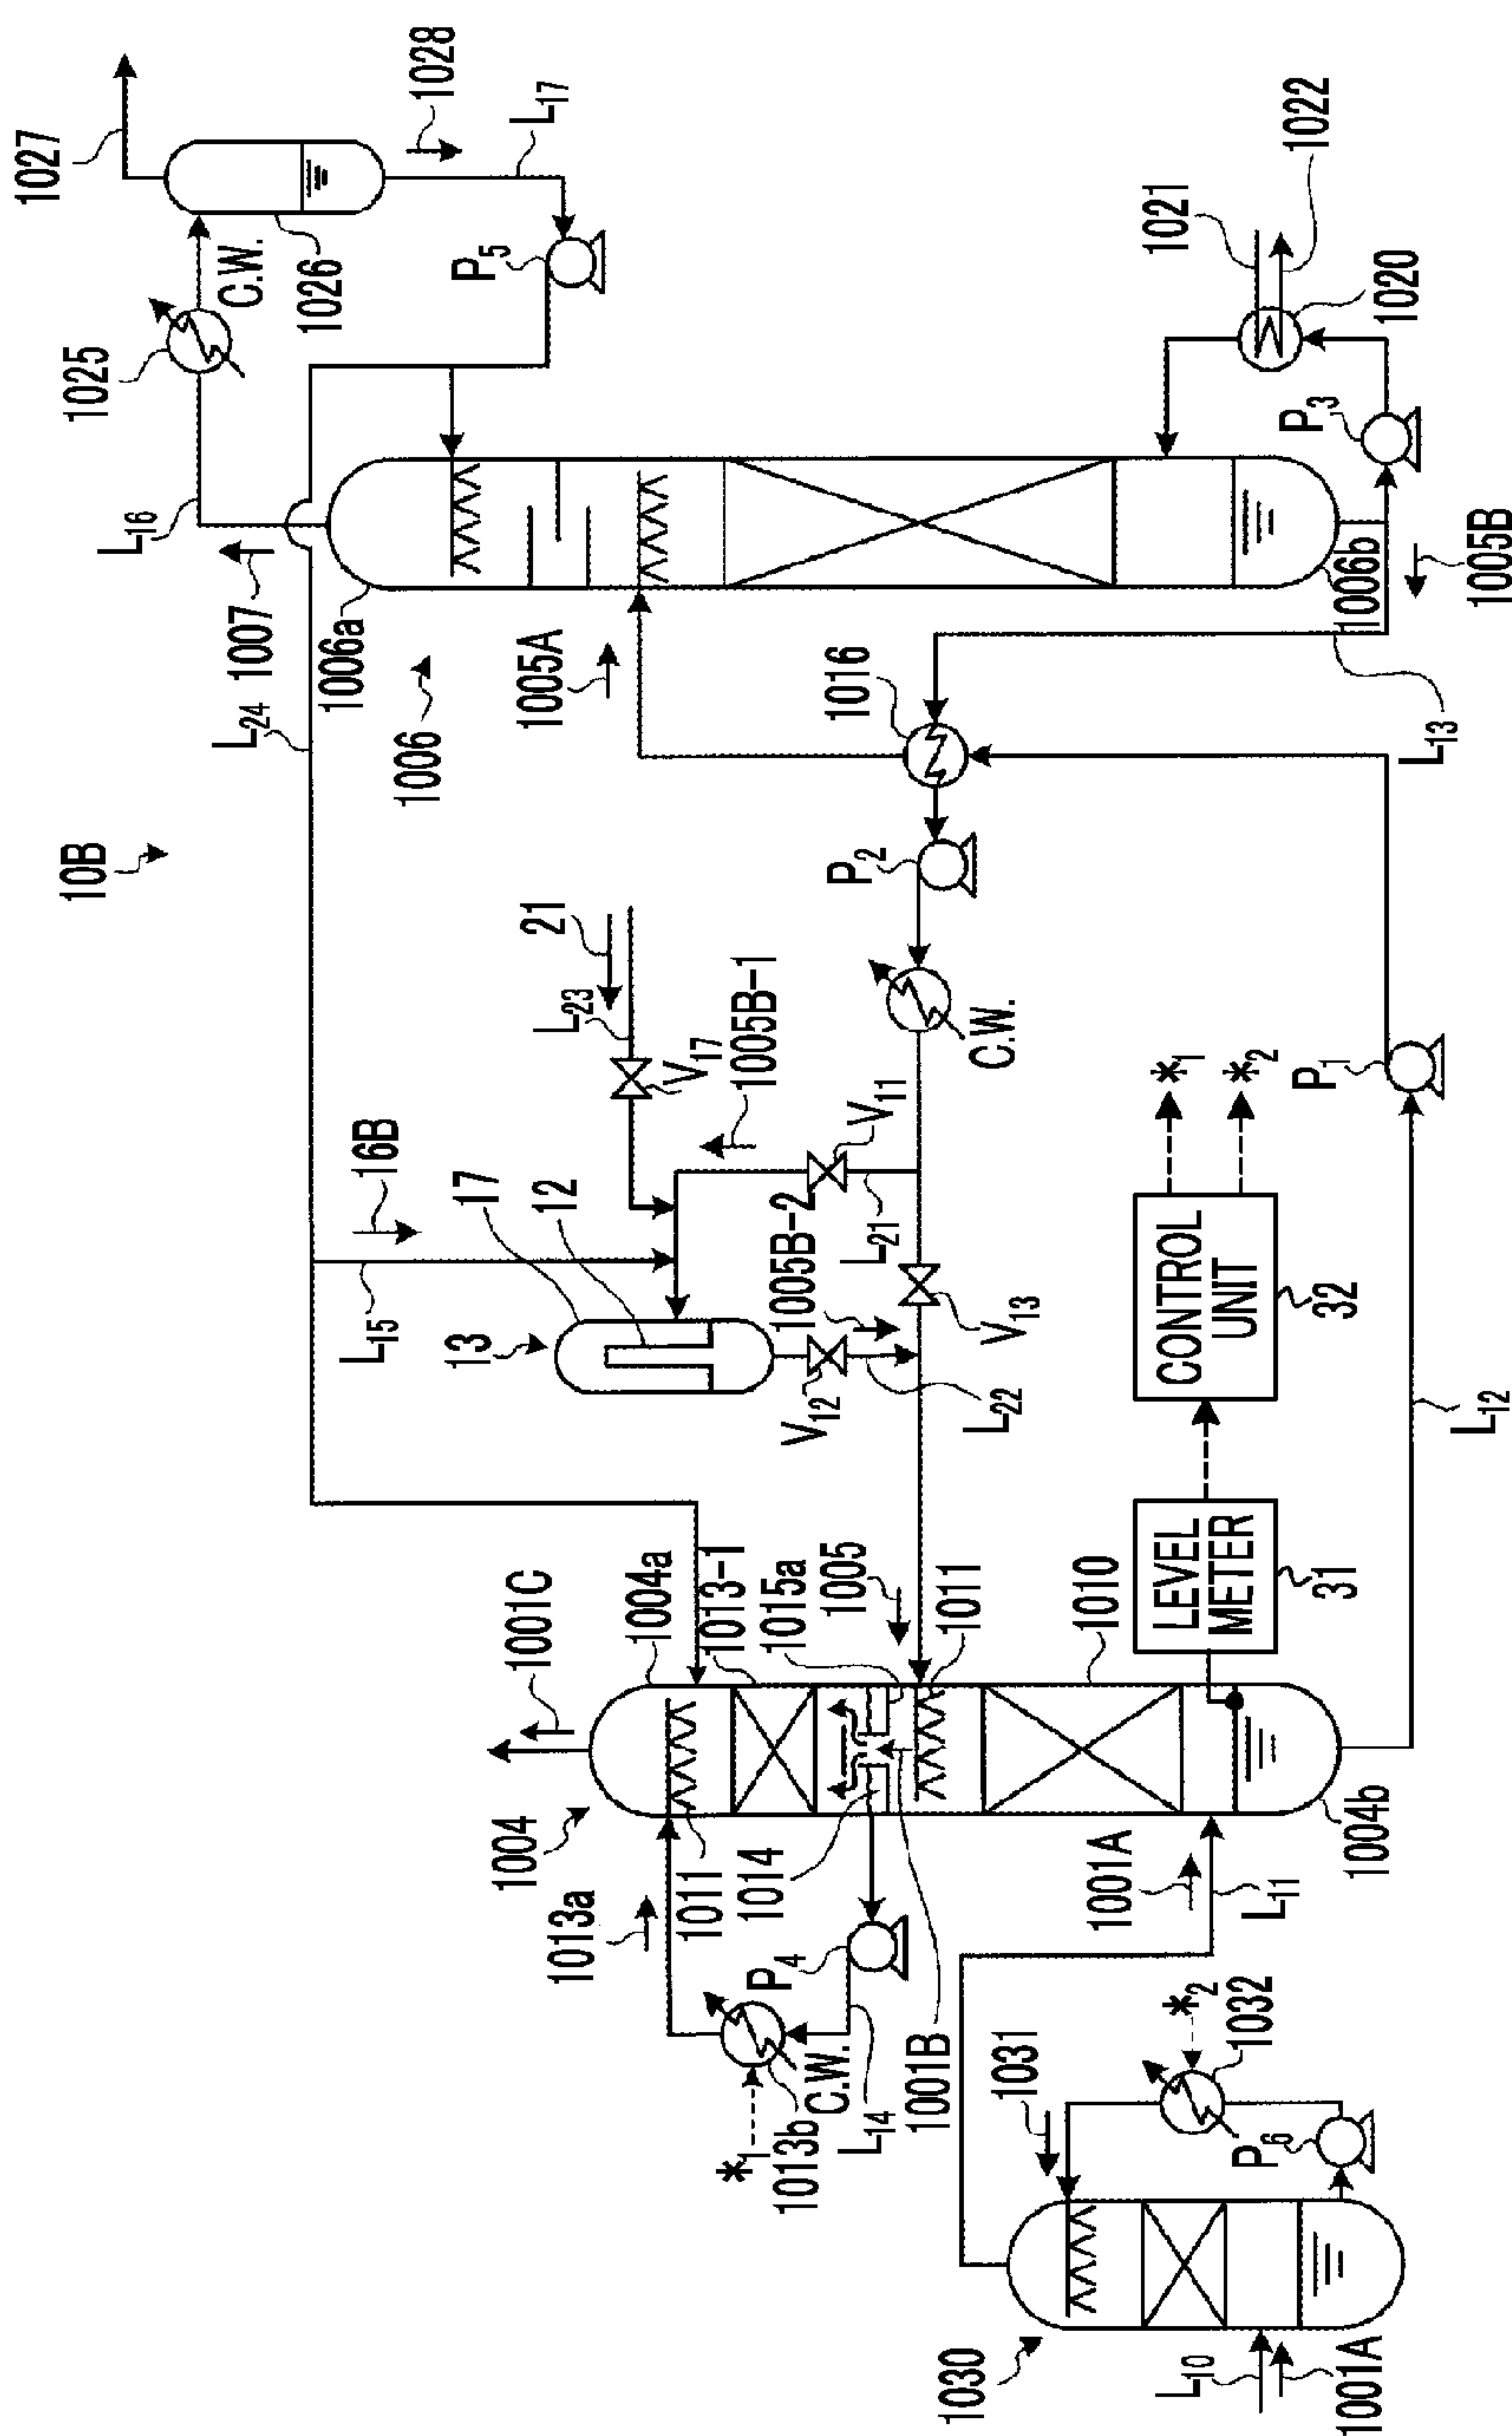 10B
1027
1028
L17
1025
C.W.
1026
P5
L16
1007
L24
1006a
1006
1005A
1021
1022
1020
P3
1006b
1005B
1016
L13
P2
C.W.
21
L23
V17
1005B-1
16B
L15
17
12
13
V11
L21
1005B-2
V12
L22
V13
P1
*1
*2
CONTROL
UNIT
32
LEVEL
METER
31
L12
1001C
1004
1004a
1013-1
1015a
1005
1011
1010
1013a
1011
1014
P4
C.W.
*1
1013b
L14
1001B
1001A
L11
1004b
1031
*2
1032
P6
1030
L10
1001A